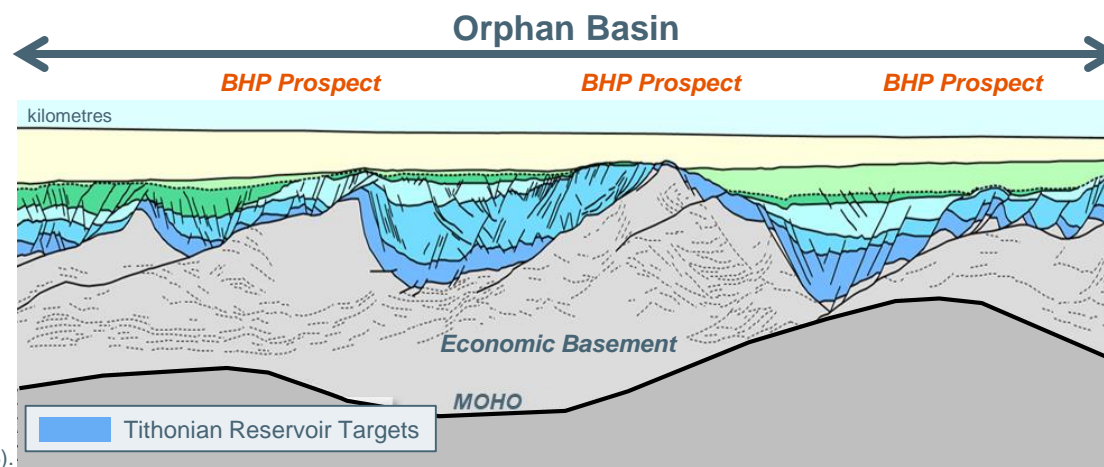 Orphan Basin
BHP Prospect BHP Prospect BHP Prospect
kilometres
Economic Basement
MOHO
Tithonian Reservoir Targets
).